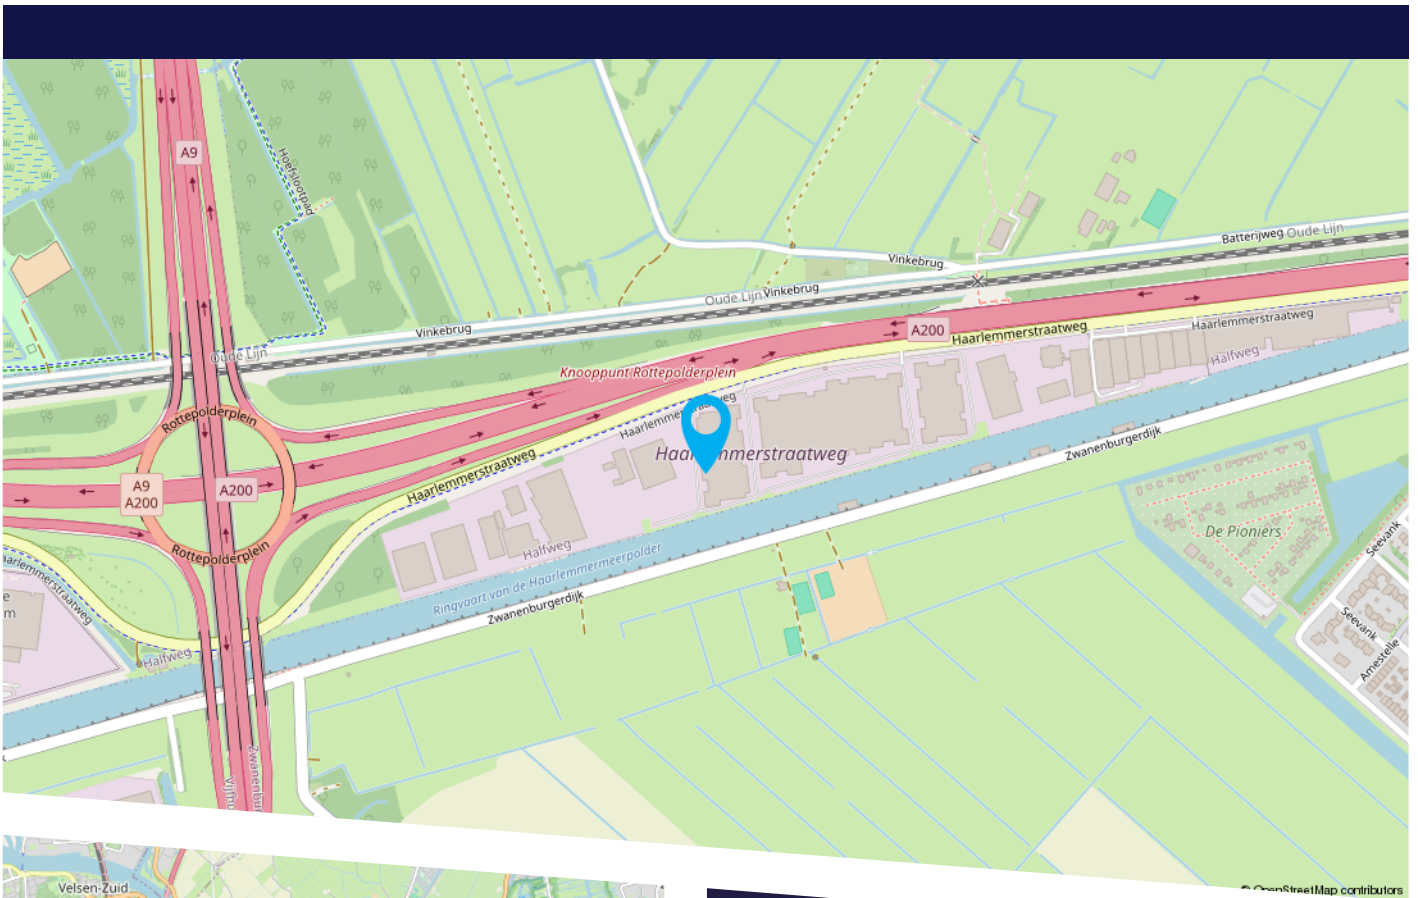 A9
Hoefslootpad
Batterijweg
Oude Lijn
Vinkebrug
Oude Lijn
Vinkebrug
Vinkebrug
Haarlemmerstraatweg
A200
Haarlemmerstraatweg
Oude Lijn
Halfweg
Knooppunt Rottepolderplein
Rottepolderplein
Haarlemmerstraatweg
Zwanenburgerdijk
Haarlemmerstraatweg
A9
A200
A200
De Pioniers
Seevank
Rottepolderplein
Halfweg
Ringvaart van de Haarlemmermeerpolder
Zwanenburgerdijk
Seevank
Amestelle
Halfweg
Velsen-Zuid
© OpenStreetMap contributors